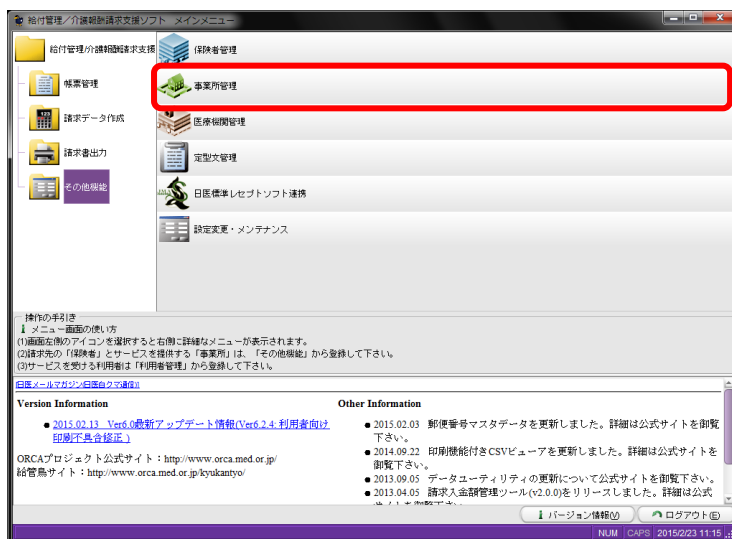 給付管理／介護報酬請求支援ソフト メインメニュー
給付管理/介護報酬請求支援
帳票管理
請求データ作成
請求書出力
その他機能
保険者管理
事業所管理
医療機関管理
定型文管理
日医標準レセプトソフト連携
設定変更・メンテナンス
操作の手引き
メニュー画面の使い方
(1)画面左側のアイコンを選択すると右側に詳細なメニューが表示されます。
(2)請求先の「保険者」とサービスを提供する「事業所」は、「その他機能」から登録して下さい。
(3)サービスを受ける利用者は「利用者管理」から登録して下さい。
Version Information
2015.02.13 Ver6.0最新アップデート情報(Ver6.2.4: 利用者向け
印刷不具合修正 )
ORCAプロジェクト公式サイト：http://www.orca.med.or.jp/
給管鳥サイト：http://www.orca.med.or.jp/kyukantyo/
Other Information
2015.02.03 郵便番号マスタデータを更新しました。詳細は公式サイトを御覧
下さい。
2014.09.22 印刷機能付きCSVビューアを更新しました。詳細は公式サイトを
御覧下さい。
2013.09.05 データユーティリティの更新について公式サイトを御覧下さい。
2013.04.05 請求入金額管理ツール(v2.0.0)をリリースしました。詳細は公式
バージョン情報(V)
ログアウト(E)
NUM CAPS 2015/2/23 11:15